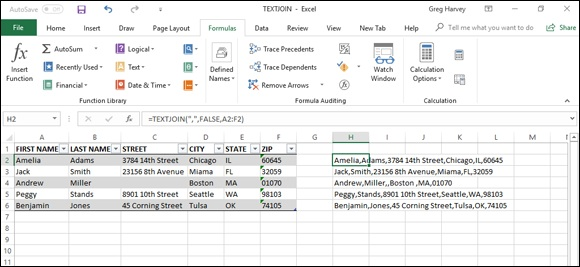 AutoSave Off TEXTJOIN - Excel Greg Harvey
File Home Insert Draw Page Layout Formulas Data Review View New Tab Help Tell me what you want to do Share
fx Insert Function
Σ AutoSum
Recently Used
Financial
Logical
Text
Date & Time
Function Library
Defined Names
Trace Precedents
Trace Dependents
Remove Arrows
fx
Watch Window
Formula Auditing
Calculation Options
Calculation
H2 fx =TEXTJOIN(",",FALSE,A2:F2)
A B C D E F G H I J K L
1 FIRST NAME LAST NAME STREET CITY STATE ZIP
2 Amelia Adams 3784 14th Street Chicago IL 60645 Amelia,Adams,3784 14th Street,Chicago,IL,60645
3 Jack Smith 23156 8th Avenue Miama FL 32059 Jack,Smith,23156 8th Avenue,Miama,FL,32059
4 Andrew Miller Boston MA 01070 Andrew,Miller,,Boston ,MA,01070
5 Peggy Stands 8901 10th Street Seattle WA 98103 Peggy,Stands,8901 10th Street,Seattle,WA,98103
6 Benjamin Jones 45 Corning Street Tulsa OK 74105 Benjamin,Jones,45 Corning Street,Tulsa,OK,74105
7
8
9
10
11